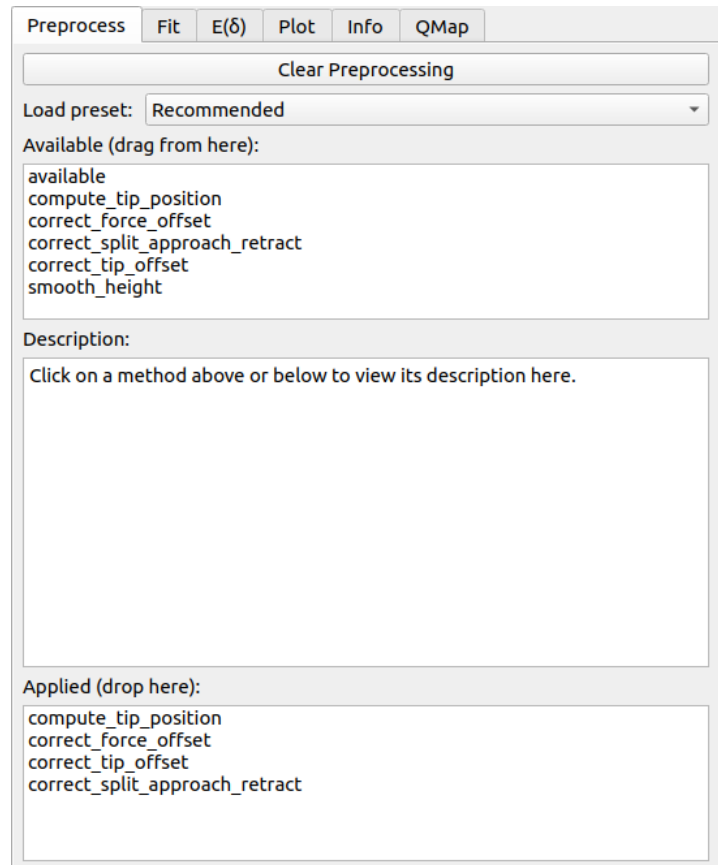 Preprocess Fit E(δ) Plot Info QMap
Clear Preprocessing
Load preset: Recommended
Available (drag from here):
available
compute_tip_position
correct_force_offset
correct_split_approach_retract
correct_tip_offset
smooth_height
Description:
Click on a method above or below to view its description here.
Applied (drop here):
compute_tip_position
correct_force_offset
correct_tip_offset
correct_split_approach_retract